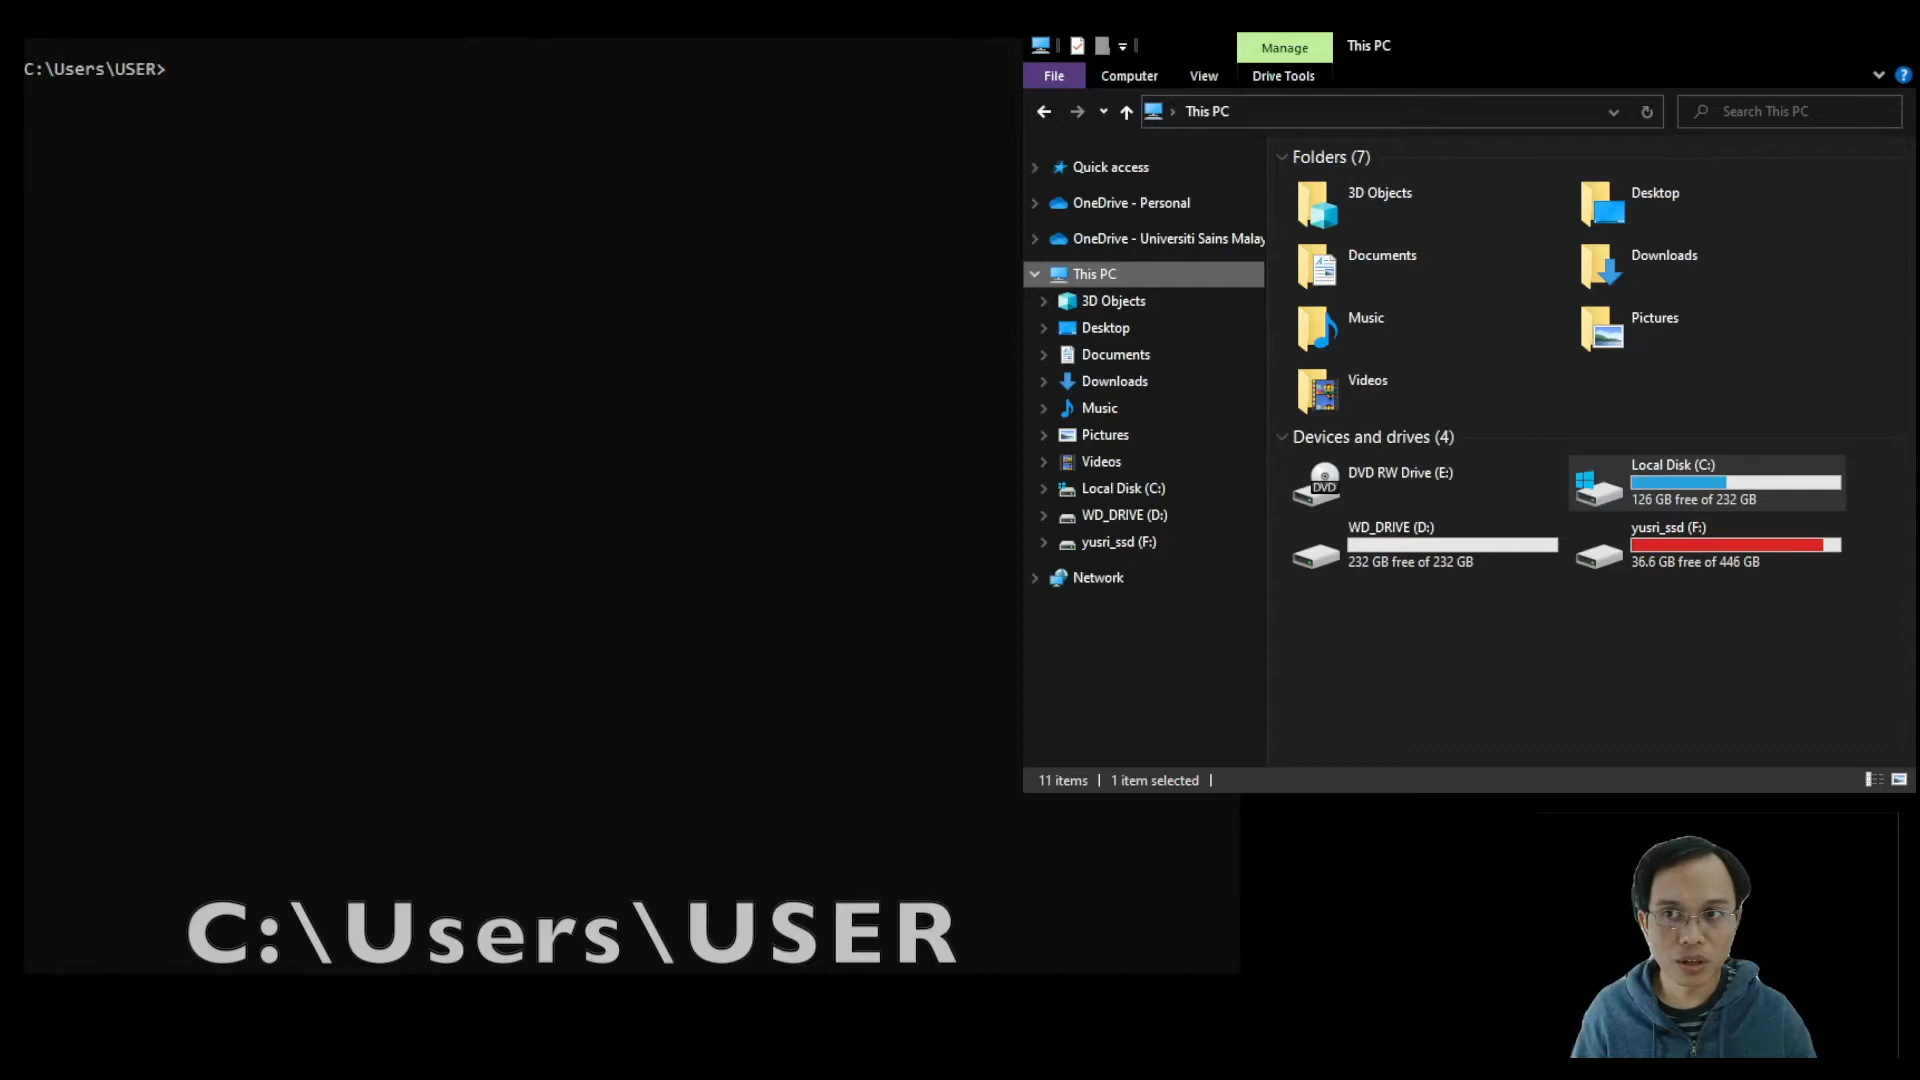 C:\Users\USER>
Manage
This PC
File
Computer
View
Drive Tools
This PC
Search This PC
Quick access
OneDrive - Personal
OneDrive - Universiti Sains Malay
This PC
3D Objects
Desktop
Documents
Downloads
Music
Pictures
Videos
Local Disk (C:)
WD_DRIVE (D:)
yusri_ssd (F:)
Network
Folders (7)
3D Objects
Desktop
Documents
Downloads
Music
Pictures
Videos
Devices and drives (4)
DVD RW Drive (E:)
DVD
Local Disk (C:)
126 GB free of 232 GB
WD_DRIVE (D:)
232 GB free of 232 GB
yusri_ssd (F:)
36.6 GB free of 446 GB
11 items
1 item selected
C:\Users\USER